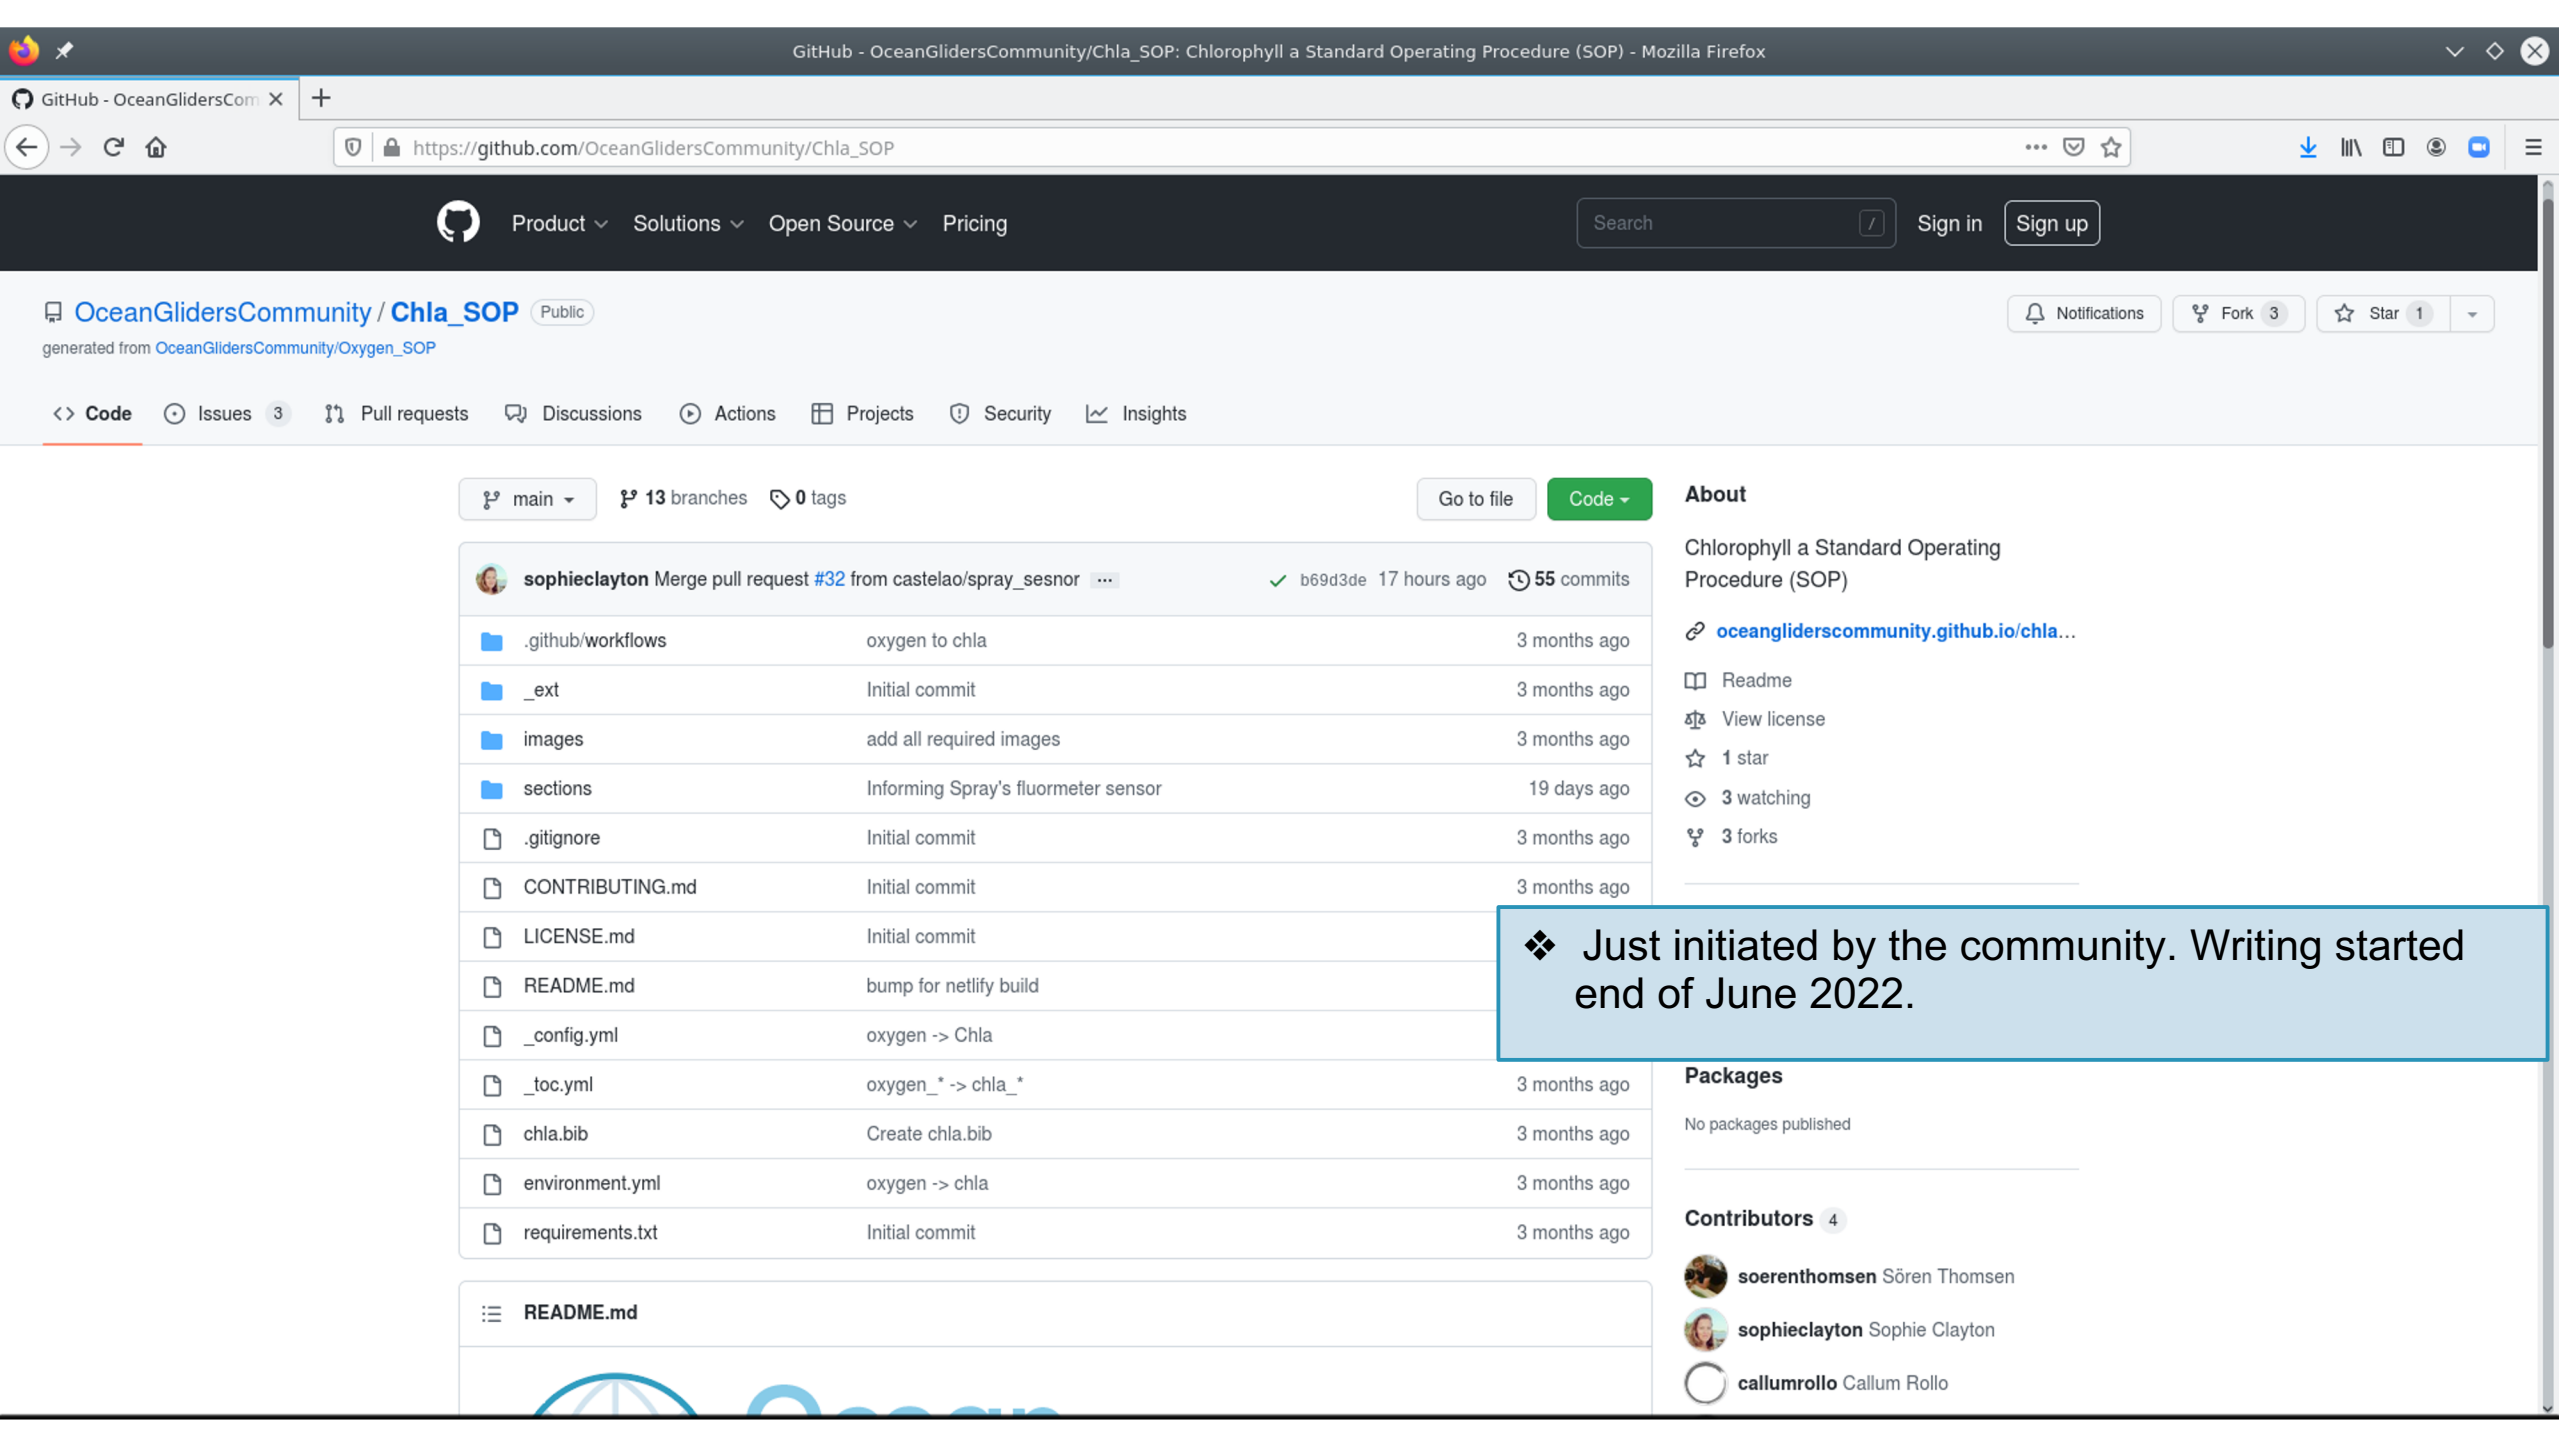 GitHub - OceanGlidersCommunity/Chla_SOP: Chlorophyll a Standard Operating Procedure (SOP) - Mozilla Firefox
GitHub - OceanGlidersCom
https://github.com/OceanGlidersCommunity/Chla_SOP
Product Solutions Open Source Pricing Search / Sign in Sign up
OceanGlidersCommunity / Chla_SOP Public
Notifications Fork 3 Star 1
generated from OceanGlidersCommunity/Oxygen_SOP
<> Code Issues 3 Pull requests Discussions Actions Projects Security Insights
main 13 branches 0 tags Go to file Code
sophieclayton Merge pull request #32 from castelao/spray_sesnor ... b69d3de 17 hours ago 55 commits
.github/workflows oxygen to chla 3 months ago
_ext Initial commit 3 months ago
images add all required images 3 months ago
sections Informing Spray's fluormeter sensor 19 days ago
.gitignore Initial commit 3 months ago
CONTRIBUTING.md Initial commit 3 months ago
LICENSE.md Initial commit
README.md bump for netlify build
_config.yml oxygen -> Chla
_toc.yml oxygen_* -> chla_* 3 months ago
chla.bib Create chla.bib 3 months ago
environment.yml oxygen -> chla 3 months ago
requirements.txt Initial commit 3 months ago
README.md
Ocean
About
Chlorophyll a Standard Operating
Procedure (SOP)
oceangliderscommunity.github.io/chla...
Readme
View license
1 star
3 watching
3 forks
❖ Just initiated by the community. Writing started
end of June 2022.
Packages
No packages published
Contributors 4
soerenthomsen Sören Thomsen
sophieclayton Sophie Clayton
callumrollo Callum Rollo